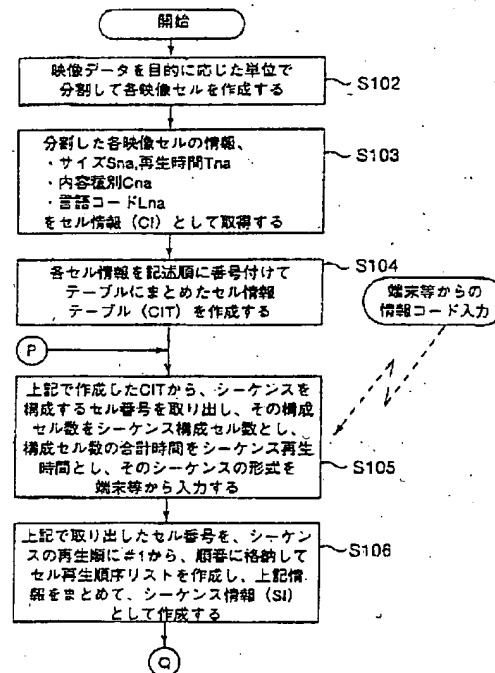 開始
映像データを目的に応じた単位で
分割して各映像セルを作成する
S102
分割した各映像セルの情報、
・サイズSna,再生時間Tna
・内容種別Cna
・言語コードLna
をセル情報（CI）として取得する
S103
各セル情報を記述順に番号付けて
テーブルにまとめたセル情報
テーブル（CIT）を作成する
S104
端末等からの
情報コード入力
P
上記で作成したCITから、シーケンスを
構成するセル番号を取り出し、その構成
セル数をシーケンス構成セル数とし、
構成セル数の合計時間をシーケンス再生
時間とし、そのシーケンスの形式を
端末等から入力する
S105
上記で取り出したセル番号を、シーケン
スの再生順に#1から、順番に格納して
セル再生順序リストを作成し、上記情
報をまとめて、シーケンス情報（SI）
として作成する
S106
Q